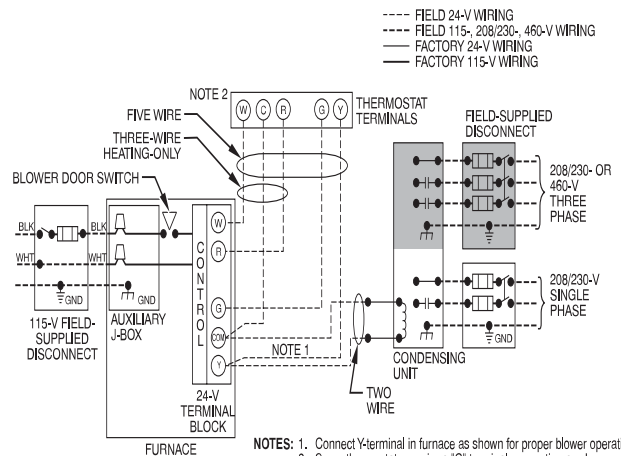 FIELD 24-V WIRING
FIELD 115-, 208/230-, 460-V WIRING
FACTORY 24-V WIRING
FACTORY 115-V WIRING
NOTE 2
W C R G Y
THERMOSTAT
TERMINALS
FIVE WIRE
THREE-WIRE
HEATING-ONLY
BLOWER DOOR SWITCH
FIELD-SUPPLIED
DISCONNECT
208/230- OR
460-V
THREE
PHASE
BLK
BLK
WHT
WHT
GND
GND
115-V FIELD-
SUPPLIED
DISCONNECT
AUXILIARY
J-BOX
CONTROL
W
R
G
COM
Y
NOTE 1
24-V
TERMINAL
BLOCK
FURNACE
TWO
WIRE
CONDENSING
UNIT
GND
208/230-V
SINGLE
PHASE
NOTES: 1. Connect Y-terminal in furnace as shown for proper blower operati